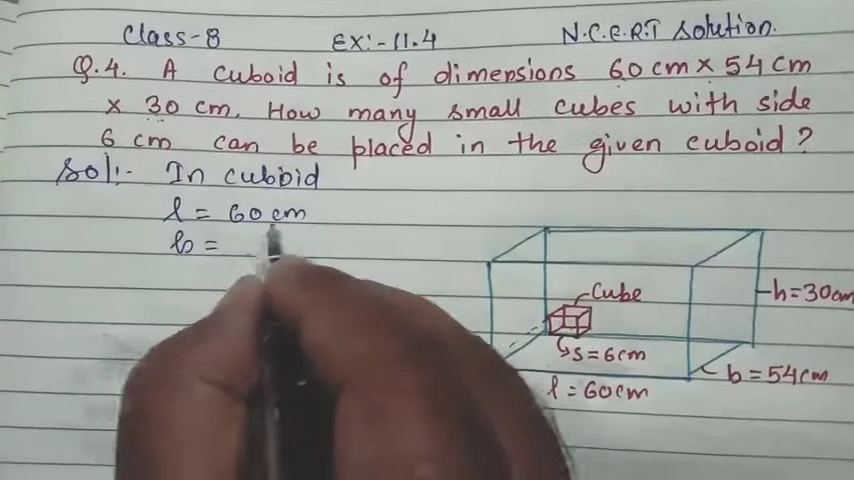 Class-8 Ex:-11.4 N.C.E.R.T Solution.
Q.4. A cuboid is of dimensions 60 cm x 54 cm
x 30 cm. How many small cubes with side
6 cm can be placed in the given cuboid?
Sol:- In cuboid
l = 60 cm
b =
Cube
h=30cm
s=6cm
b=54cm
l=60cm